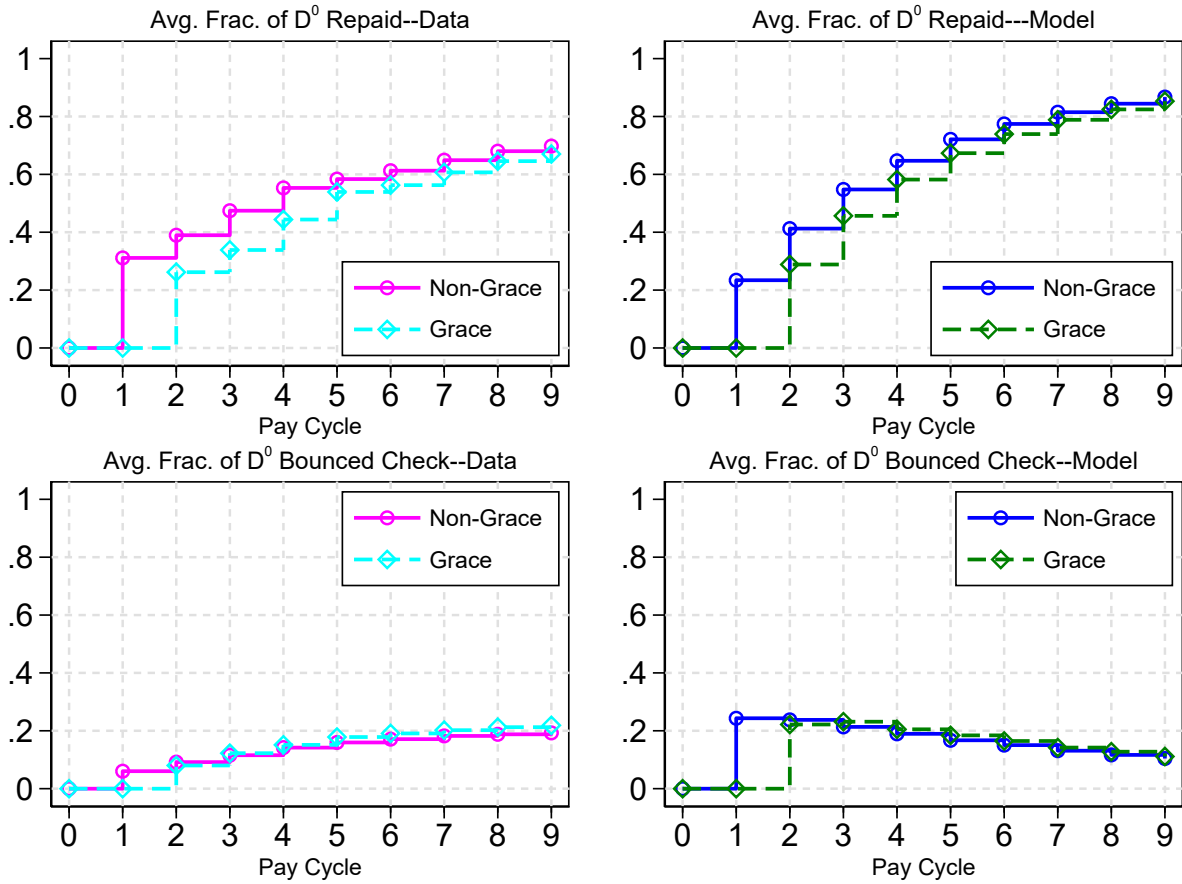 Avg. Frac. of D⁰ Repaid--Data
1
.8
.6
.4
.2
0
Non-Grace
Grace
0 1 2 3 4 5 6 7 8 9
Pay Cycle
Avg. Frac. of D⁰ Repaid---Model
1
.8
.6
.4
.2
0
Non-Grace
Grace
0 1 2 3 4 5 6 7 8 9
Pay Cycle
Avg. Frac. of D⁰ Bounced Check--Data
1
.8
.6
.4
.2
0
Non-Grace
Grace
0 1 2 3 4 5 6 7 8 9
Pay Cycle
Avg. Frac. of D⁰ Bounced Check--Model
1
.8
.6
.4
.2
0
Non-Grace
Grace
0 1 2 3 4 5 6 7 8 9
Pay Cycle